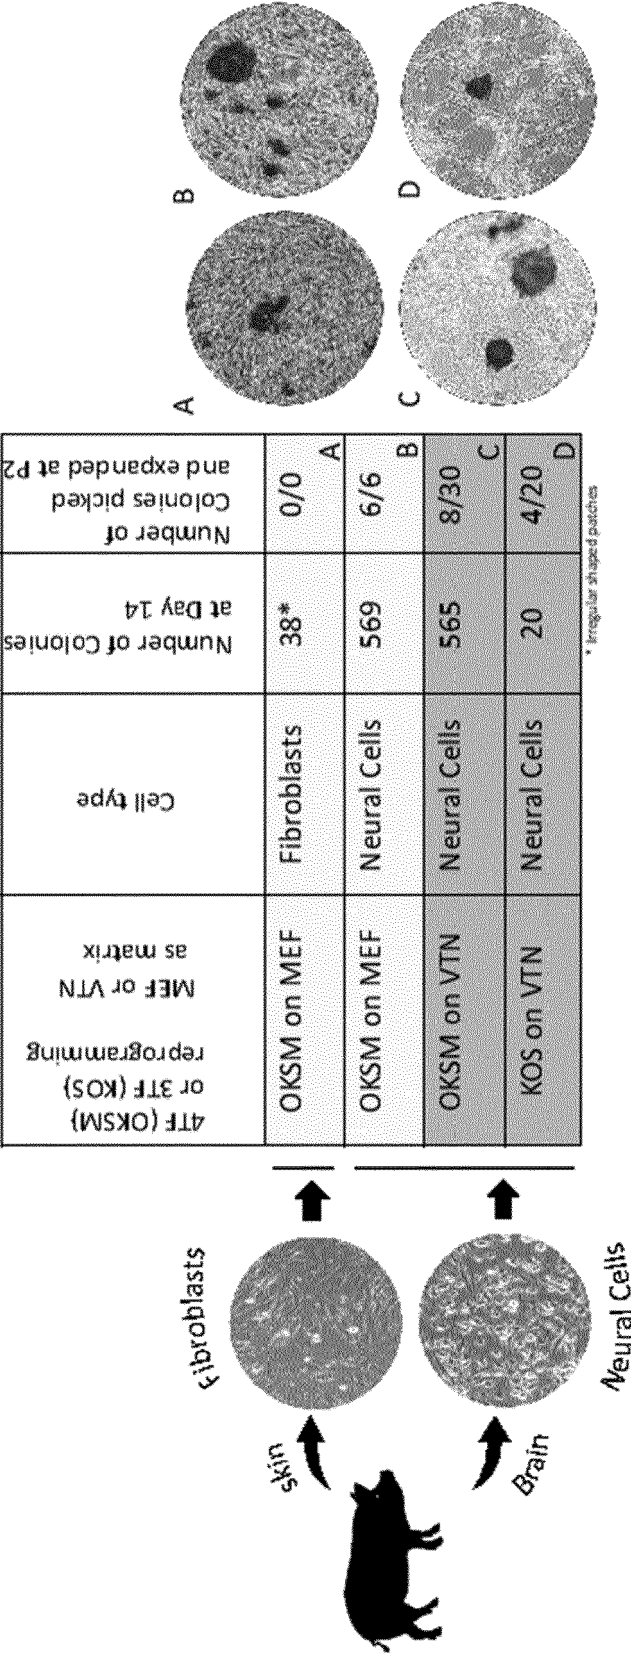 skin
Brain
Fibroblasts
Neural Cells
4TF (OKSM)
or 3TF (KOS)
reprogramming
MEF or VTN
as matrix
Cell type
Number of Colonies
at Day 14
Number of
Colonies picked
and expanded at P2
OKSM on MEF
Fibroblasts
38*
0/0
A
OKSM on MEF
Neural Cells
569
6/6
B
OKSM on VTN
Neural Cells
565
8/30
C
KOS on VTN
Neural Cells
20
4/20
D
* Irregular shaped patches
A
B
C
D